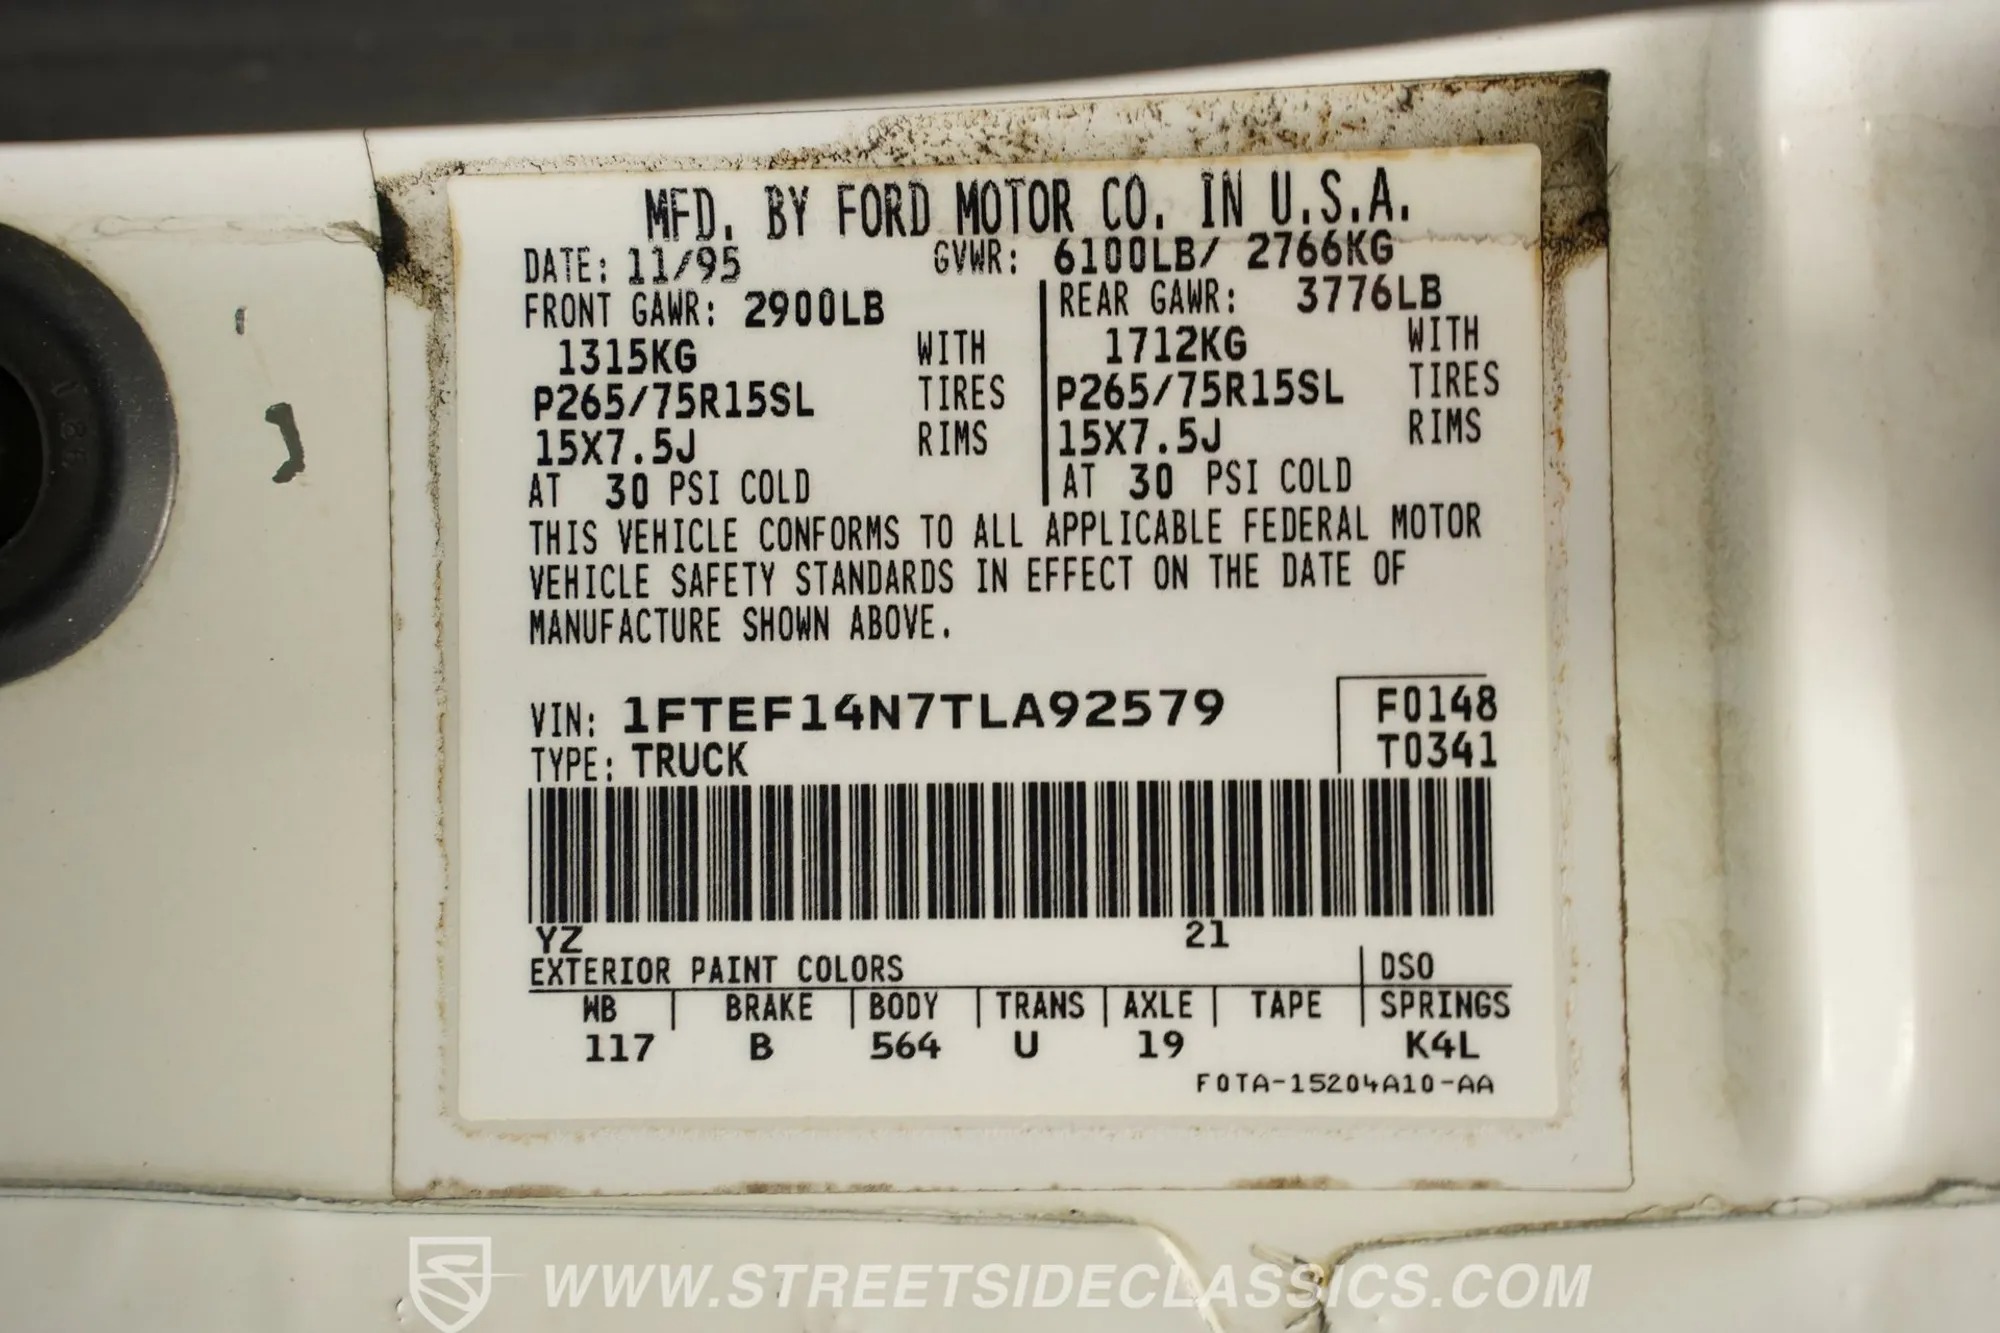 MFD. BY FORD MOTOR CO. IN U.S.A.
DATE: 11/95 GVWR: 6100LB/ 2766KG
FRONT GAWR: 2900LB REAR GAWR: 3776LB
1315KG WITH 1712KG WITH
P265/75R15SL TIRES P265/75R15SL TIRES
15X7.5J RIMS 15X7.5J RIMS
AT 30 PSI COLD AT 30 PSI COLD
THIS VEHICLE CONFORMS TO ALL APPLICABLE FEDERAL MOTOR
VEHICLE SAFETY STANDARDS IN EFFECT ON THE DATE OF
MANUFACTURE SHOWN ABOVE.
VIN: 1FTEF14N7TLA92579 F0148
TYPE: TRUCK T0341
YZ 21
EXTERIOR PAINT COLORS DSO
WB BRAKE BODY TRANS AXLE TAPE SPRINGS
117 B 564 U 19 K4L
F0TA-15204A10-AA
WWW.STREETSIDECLASSICS.COM